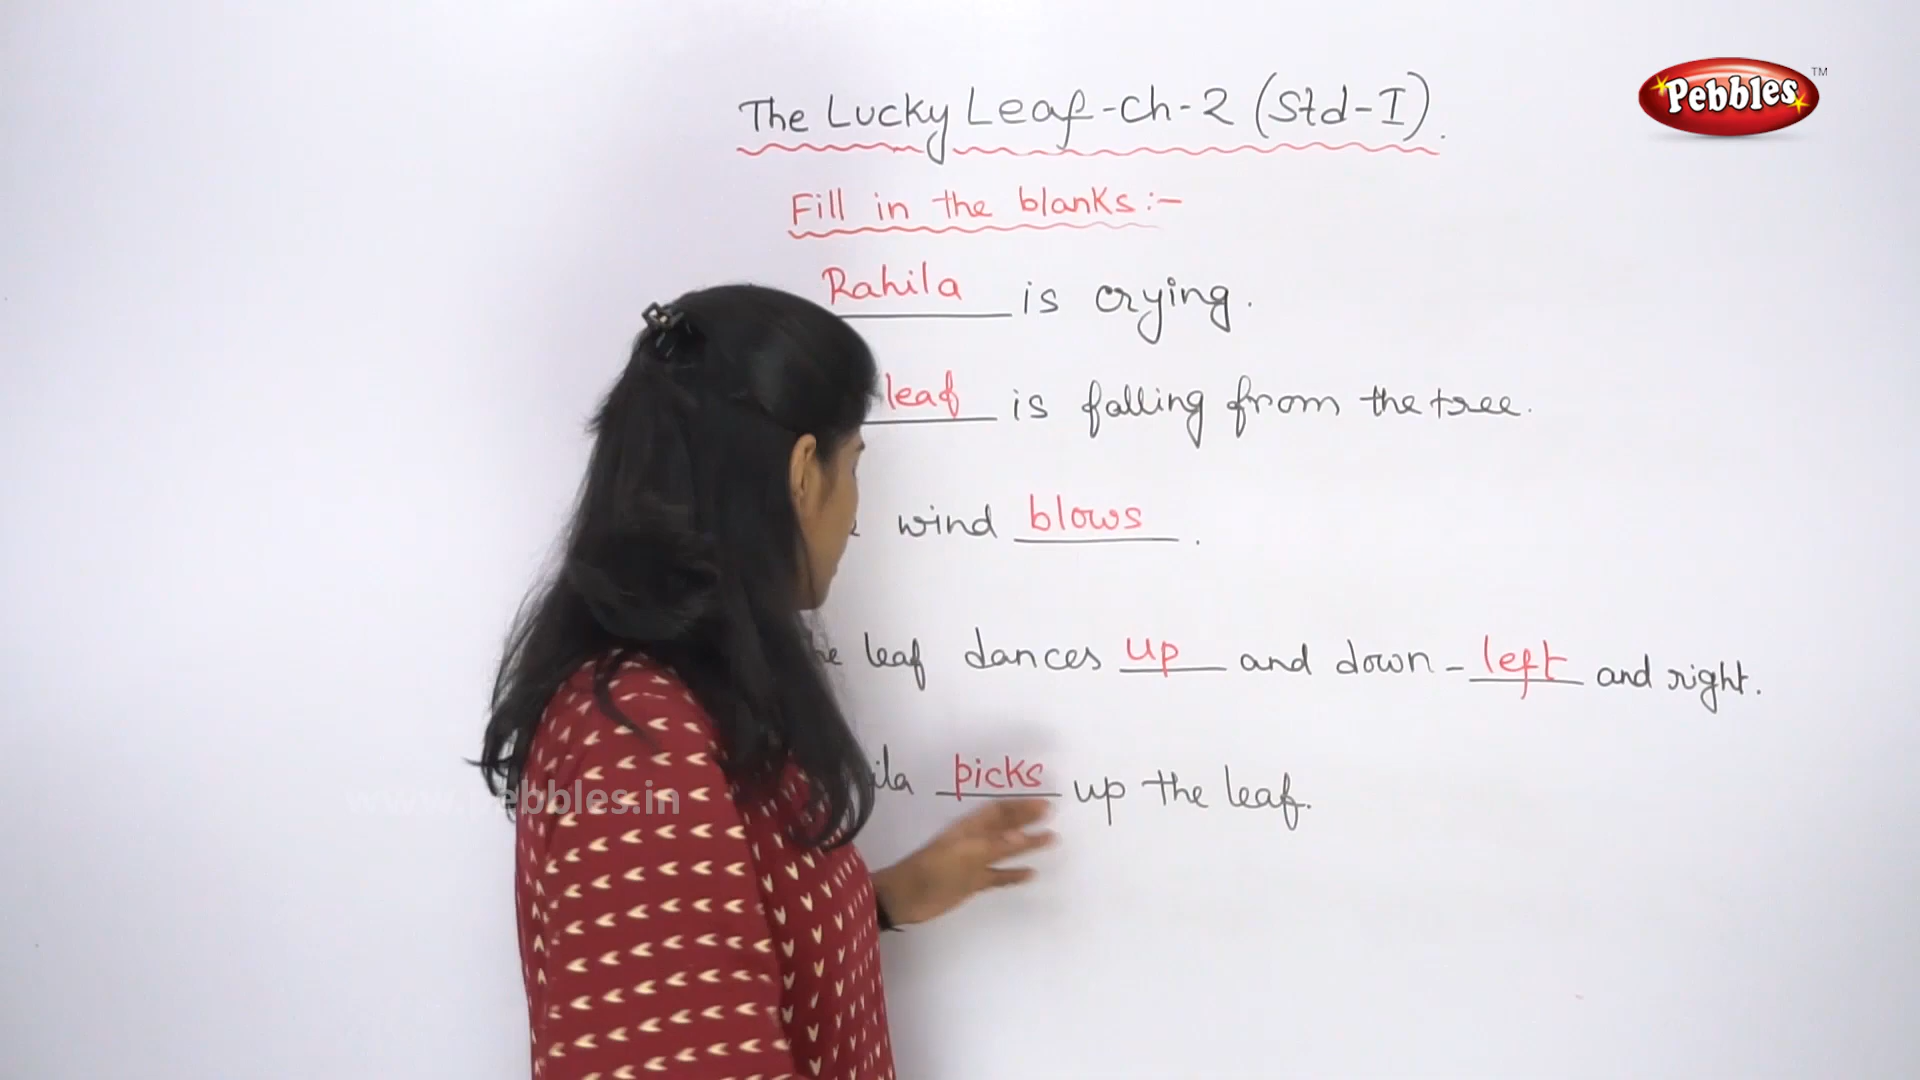 The Lucky Leaf-Ch-2 (Std-I).
Pebbles TM
Fill in the blanks:-
Rahila is crying.
leaf is falling from the tree.
wind blows.
leaf dances up and down - left and right.
picks up the leaf.
www.pebbles.in